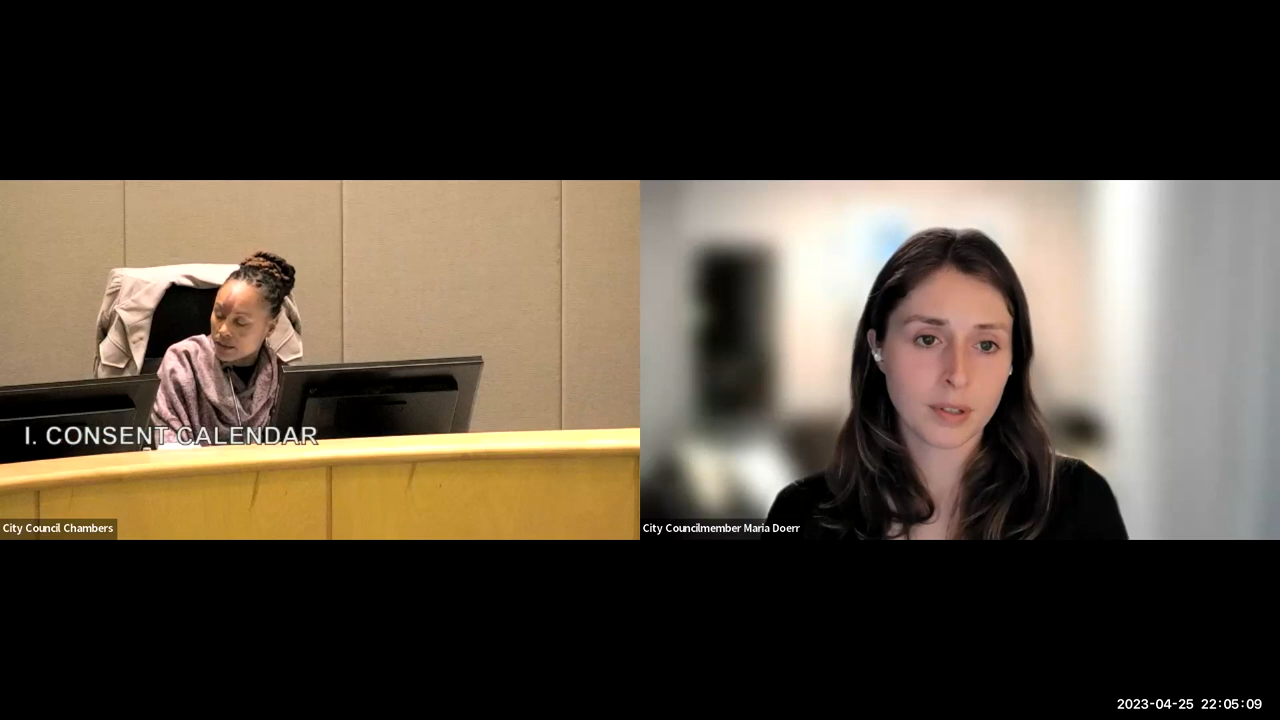 I. CONSENT CALENDAR
City Council Chambers
City Councilmember Maria Doerr
2023-04-25 22:05:09